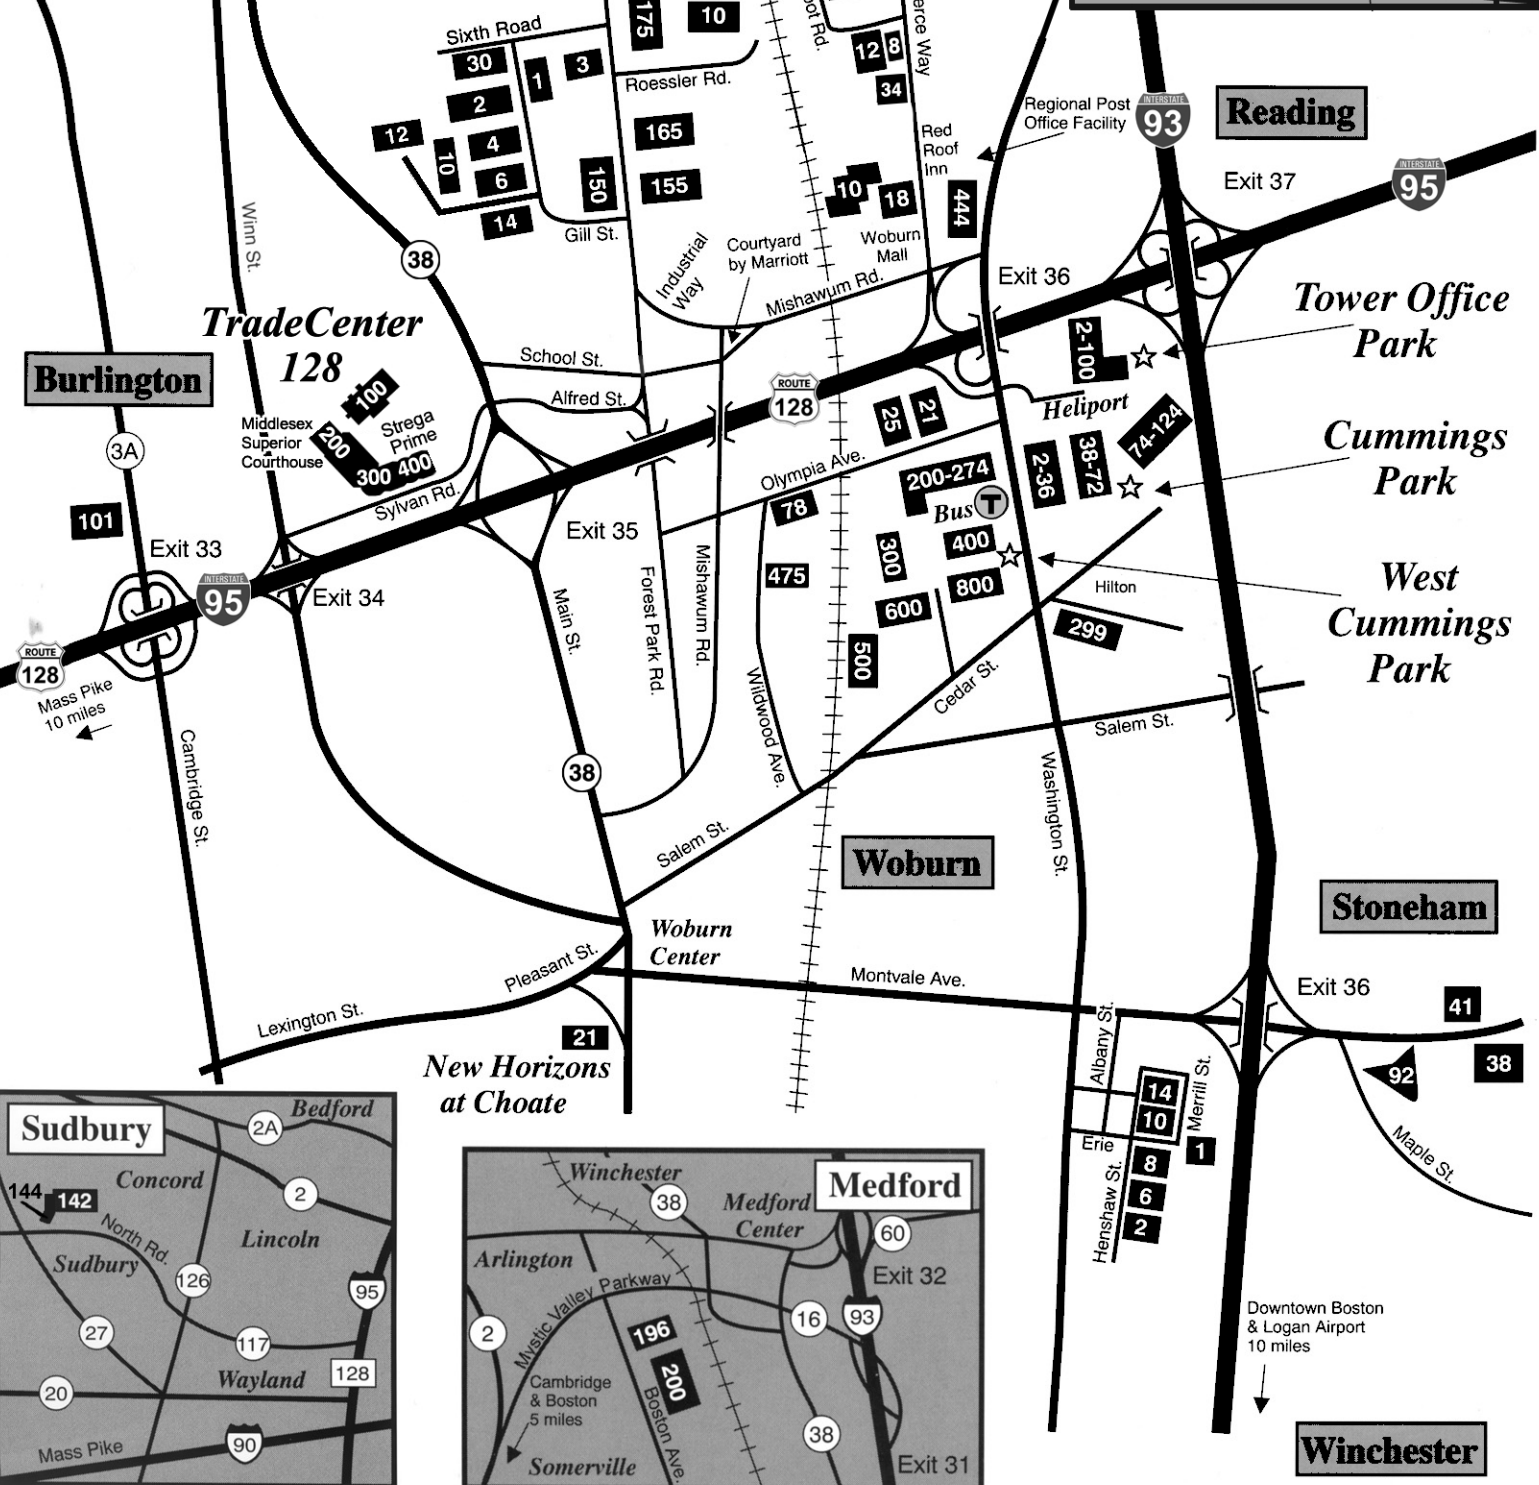 Sixth Road
30
1
3
2
12
10
4
6
14
175
10
Roessler Rd.
165
155
150
Gill St.
12
8
34
10
18
444
Red
Roof
Inn
Regional Post
Office Facility
INTERSTATE
93
Reading
Exit 37
INTERSTATE
95
Winn St.
38
Industrial
Way
Courtyard
by Marriott
Woburn
Mall
Mishawum Rd.
Exit 36
TradeCenter
128
Burlington
100
Middlesex
Superior
Courthouse
200
300
400
Strega
Prime
Sylvan Rd.
School St.
Alfred St.
ROUTE
128
3A
101
Exit 33
INTERSTATE
95
Exit 34
Exit 35
ROUTE
128
Mass Pike
10 miles
Cambridge St.
Main St.
38
Forest Park Rd.
Mishawum Rd.
Olympia Ave.
25
21
2-100
Heliport
Tower Office
Park
74-124
2-36
38-72
Cummings
Park
200-274
Bus
T
78
475
300
400
800
600
500
West
Cummings
Park
Hilton
299
Wildwood Ave.
Cedar St.
Salem St.
Salem St.
Washington St.
Woburn
Stoneham
Woburn
Center
Pleasant St.
Lexington St.
Montvale Ave.
Exit 36
41
38
92
Maple St.
21
New Horizons
at Choate
Albany St.
14
10
Merrill St.
Erie
1
8
6
2
Henshaw St.
Downtown Boston
& Logan Airport
10 miles
Winchester
Sudbury
2A
Bedford
Concord
2
144
142
North Rd.
Sudbury
Lincoln
126
95
27
117
128
Wayland
20
90
Mass Pike
Winchester
38
Medford
Center
Medford
60
Arlington
Exit 32
Mystic Valley Parkway
2
16
93
196
200
Cambridge
& Boston
5 miles
Boston Ave.
38
Somerville
Exit 31